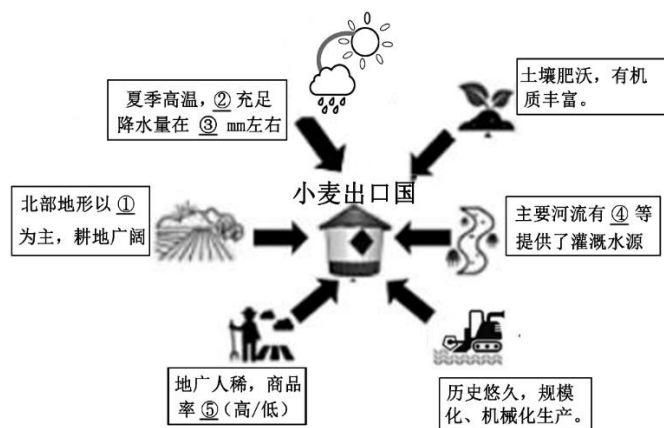 夏季高温，②充足
降水量在 ③ mm左右
土壤肥沃，有机
质丰富。
小麦出口国
北部地形以 ①
为主，耕地广阔
主要河流有 ④ 等
提供了灌溉水源
地广人稀，商品
率 ⑤（高/低）
历史悠久，规模
化、机械化生产。